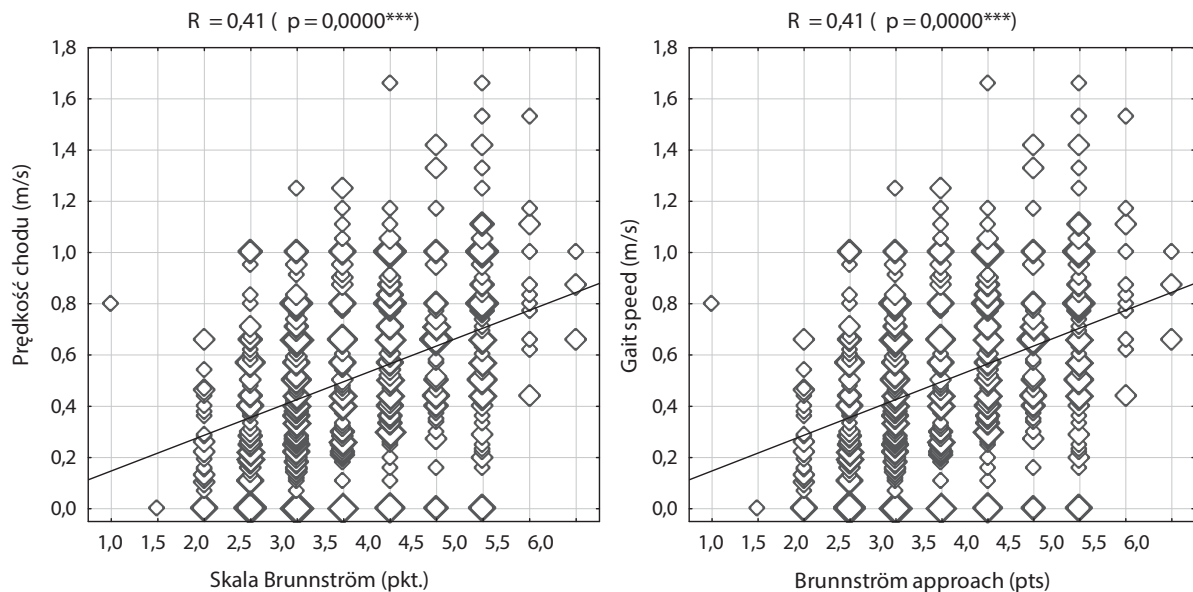 R = 0,41 ( p = 0,0000***)
1,8
1,6
1,4
1,2
1,0
0,8
0,6
0,4
0,2
0,0
Prędkość chodu (m/s)
1,0 1,5 2,0 2,5 3,0 3,5 4,0 4,5 5,0 5,5 6,0
Skala Brunnström (pkt.)
R = 0,41 ( p = 0,0000***)
1,8
1,6
1,4
1,2
1,0
0,8
0,6
0,4
0,2
0,0
Gait speed (m/s)
1,0 1,5 2,0 2,5 3,0 3,5 4,0 4,5 5,0 5,5 6,0
Brunnström approach (pts)